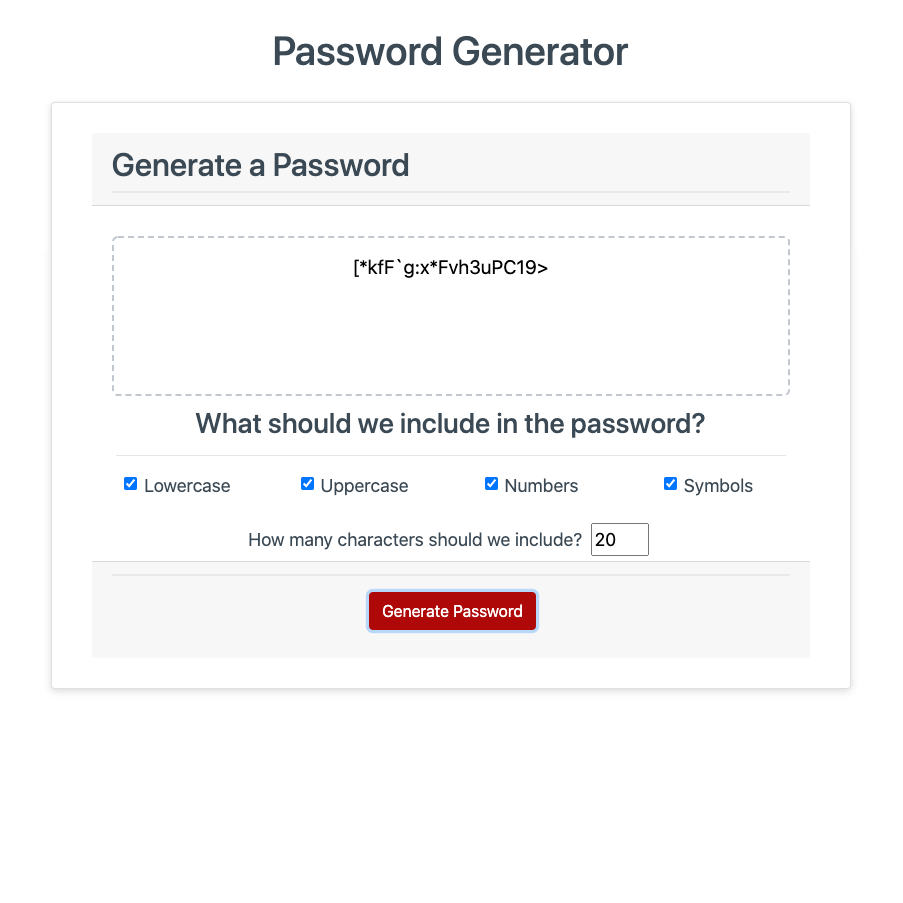 Password Generator
Generate a Password
[*kfF`g:x*Fvh3uPC19>
What should we include in the password?
Lowercase Uppercase Numbers Symbols
How many characters should we include? 20
Generate Password